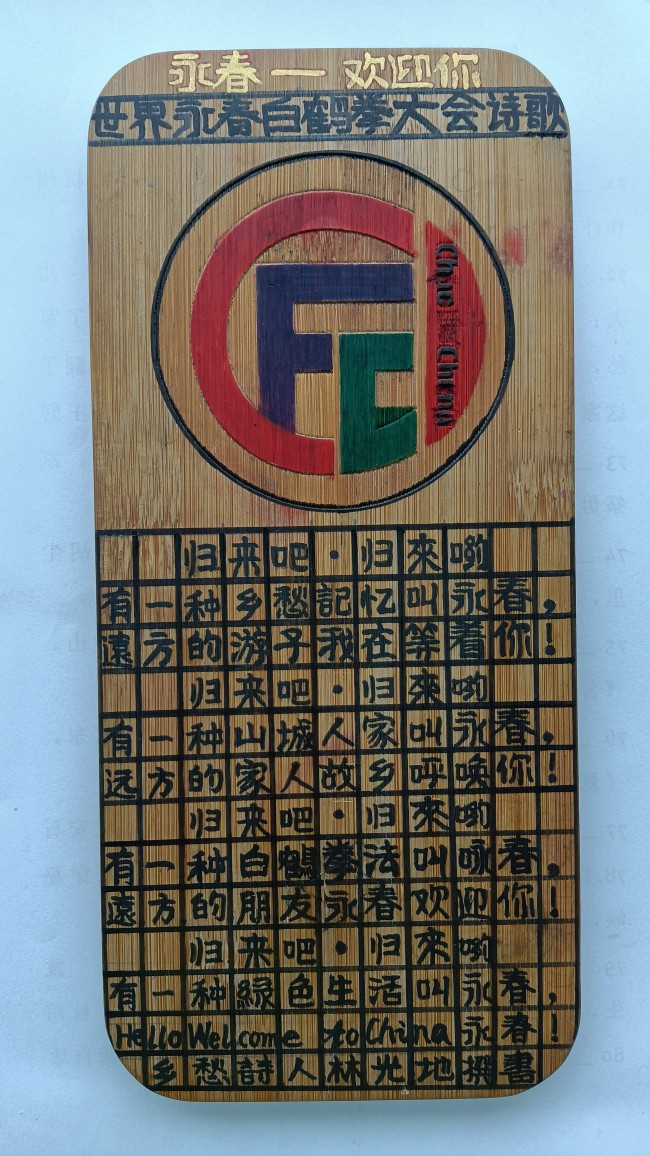 永春一欢迎你
世界永春白鹤拳大会诗歌
FE
China
归来吧·归來哟
有一种乡愁記忆叫永春，
遠方的游子我在等着你！
归来吧·归來哟
有一种山城人家叫永春，
远方的家人故乡呼唤你！
归来吧·归來哟
有一种白鶴拳法叫咏春，
遠方的朋友永春欢迎你！
归来吧·归來哟
有一种綠色生活叫永春，
Hello Welcome to China 永春！
乡愁詩人林光地撰書